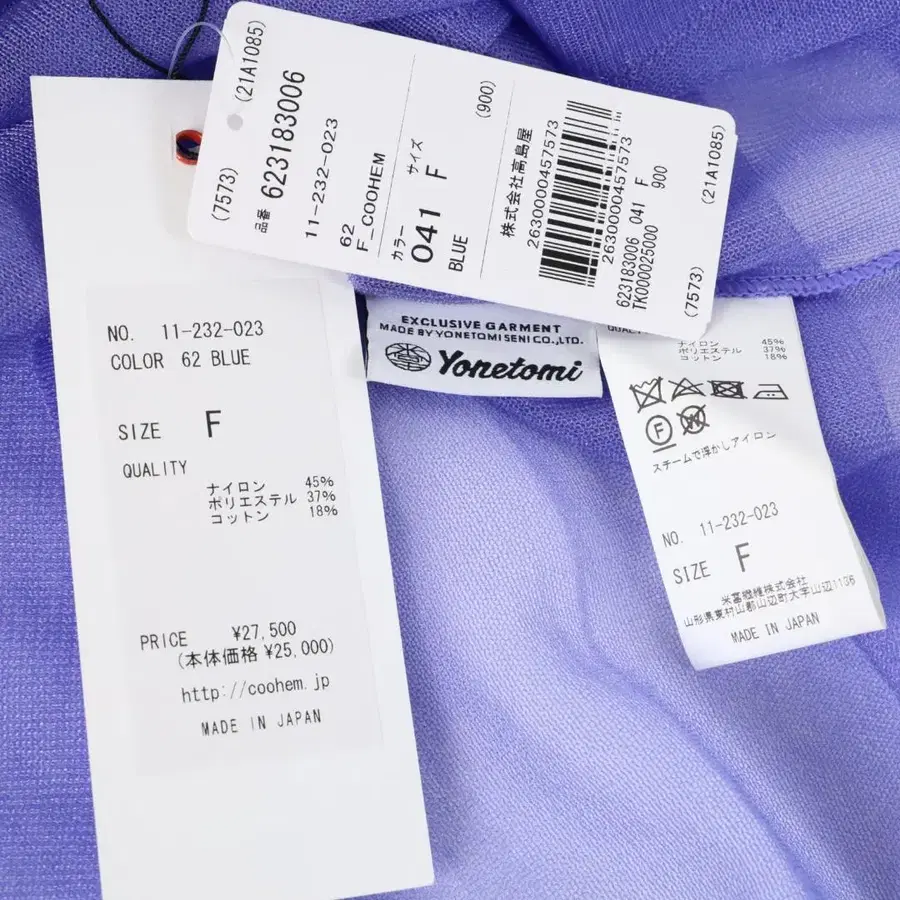 (7573)
(21A1085)
品番 623183006
11-232-023
62
F_COOHEM
カラー サイズ
041 F
BLUE
(900)
株式会社高島屋
2630000457573
2630000457573
623183006 041 F
TK000025000 900
(7573)
(21A1085)
NO. 11-232-023
COLOR 62 BLUE
SIZE F
QUALITY
ナイロン 45%
ポリエステル 37%
コットン 18%
PRICE ¥27,500
(本体価格 ¥25,000)
http://coohem.jp
MADE IN JAPAN
EXCLUSIVE GARMENT
MADE BY YONETOMI SENI CO., LTD.
Yonetomi
QUALITY
ナイロン 45%
ポリエステル 37%
コットン 18%
F W
スチームで浮かしアイロン
NO. 11-232-023
SIZE F
米富繊維株式会社
山形県東村山郡山辺町大字山辺1136
MADE IN JAPAN